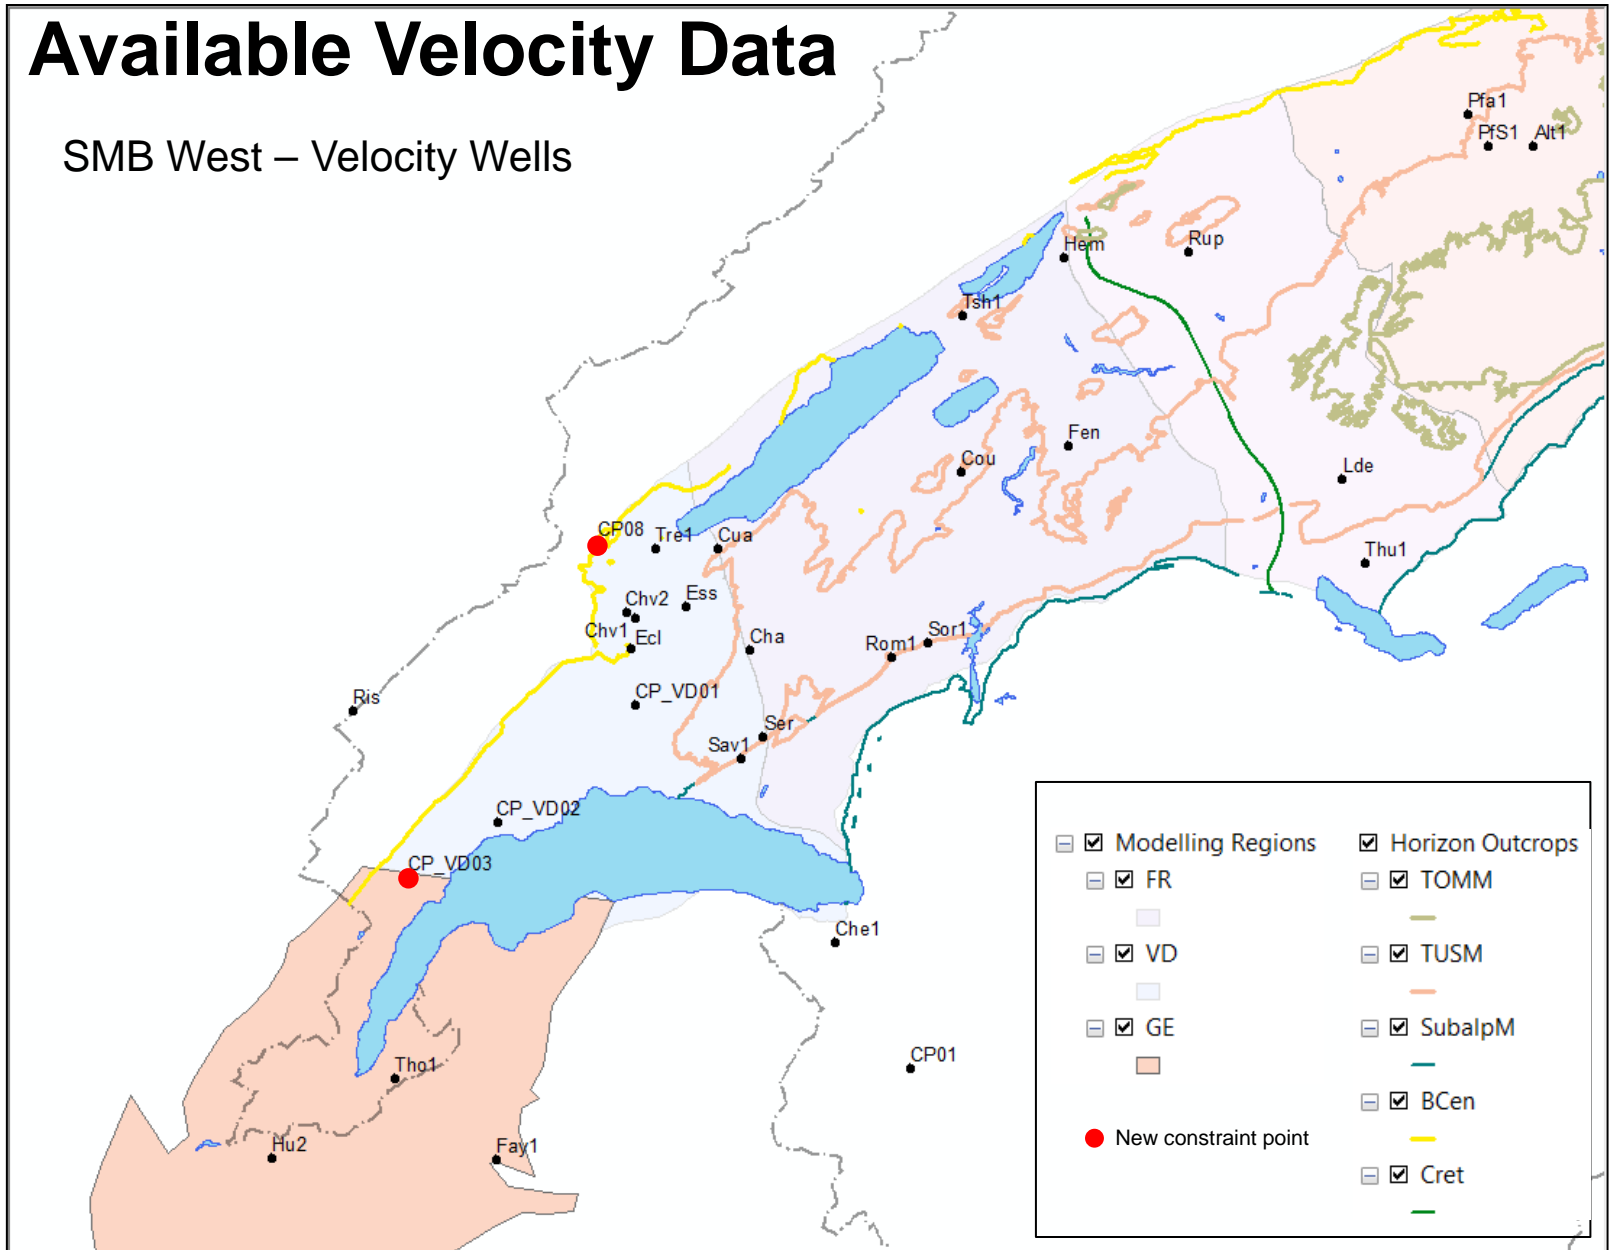 Available Velocity Data
SMB West – Velocity Wells
Pfa1
PfS1 Alt1
Hem
Rup
Tsh1
Fen
Cou
Lde
CP08
Tre1
Cua
Thu1
Chv2
Ess
Chv1
Ecl
Cha
Rom1
Sor1
Ris
CP_VD01
Ser
Sav1
CP_VD02
CP_VD03
Che1
CP01
Tho1
Hu2
Fay1
Modelling Regions
FR
VD
GE
New constraint point
Horizon Outcrops
TOMM
TUSM
SubalpM
BCen
Cret